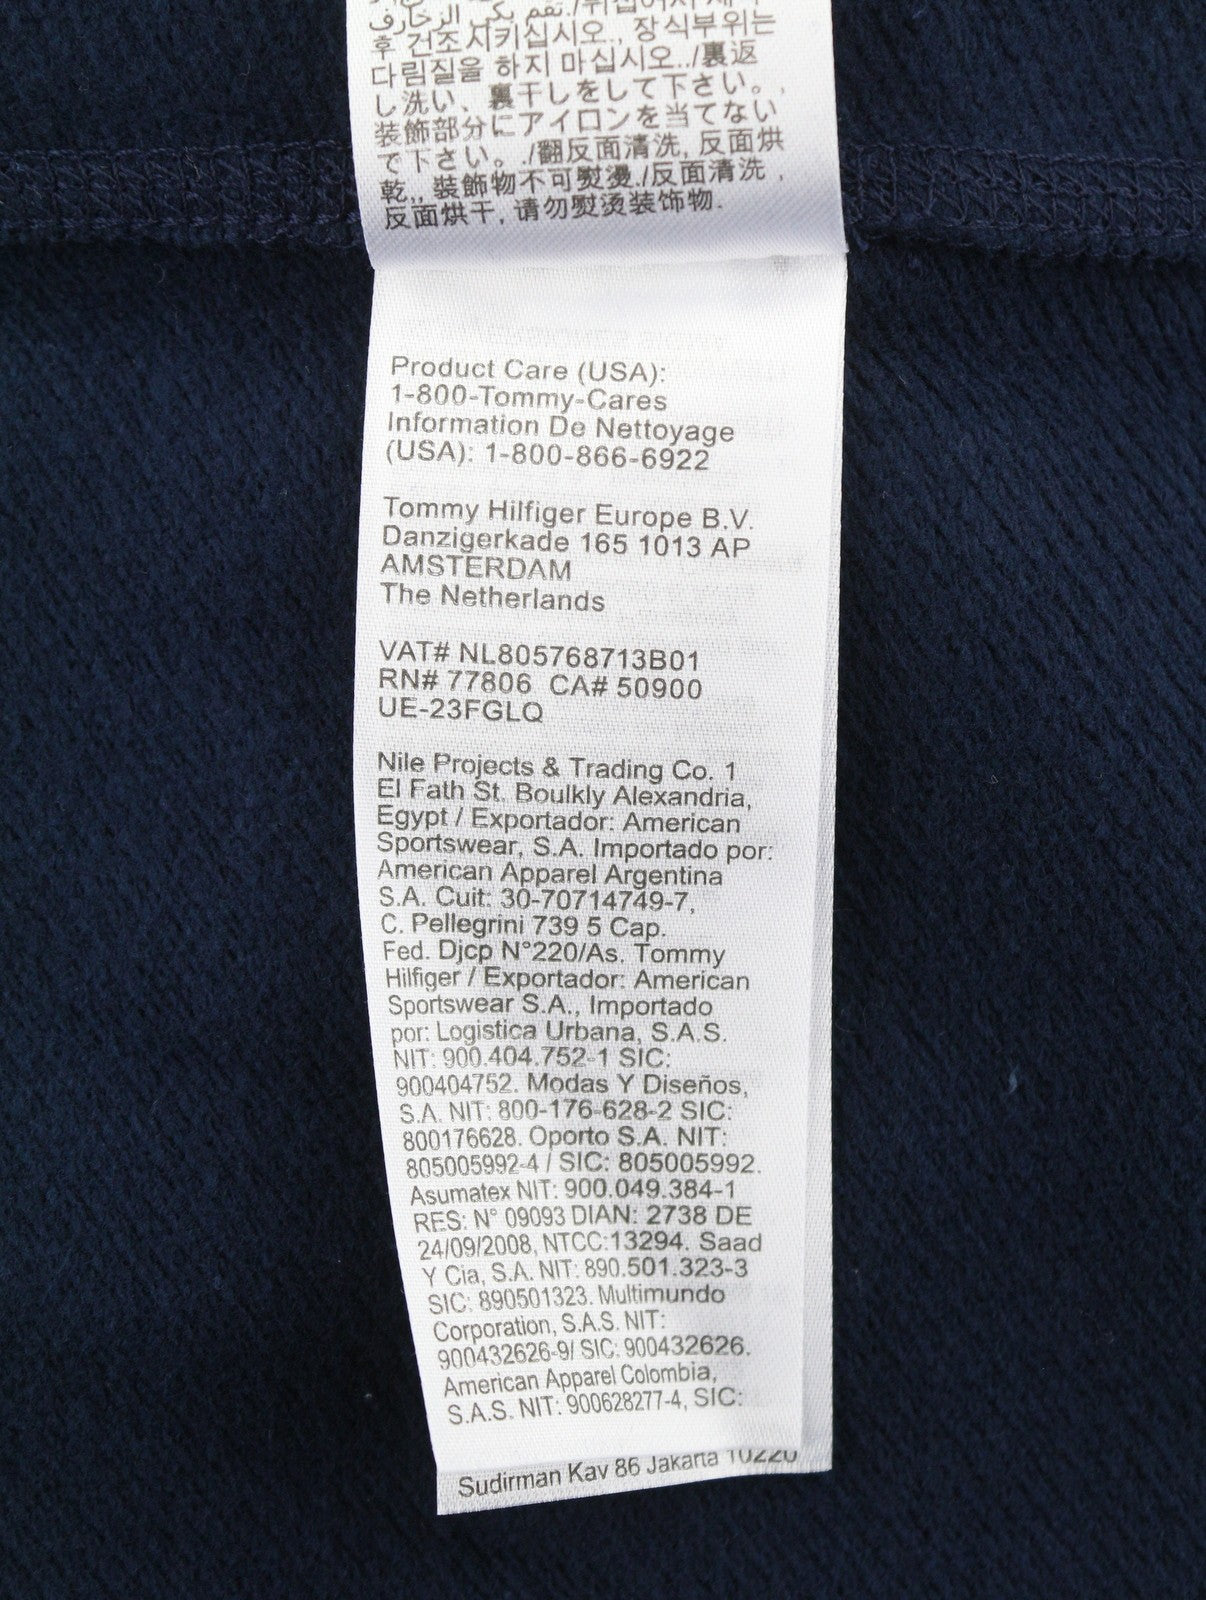 후 건조시키십시오., 장식부위는
다림질을 하지 마십시오../裏返
し洗い、裏干しをして下さい。,
装飾部分にアイロンを当てない
で下さい。./翻反面清洗, 反面烘
乾,, 装飾物不可熨燙./反面清洗,
反面烘干, 请勿熨烫装饰物.
Product Care (USA):
1-800-Tommy-Cares
Information De Nettoyage
(USA): 1-800-866-6922
Tommy Hilfiger Europe B.V.
Danzigerkade 165 1013 AP
AMSTERDAM
The Netherlands
VAT# NL805768713B01
RN# 77806 CA# 50900
UE-23FGLQ
Nile Projects & Trading Co. 1
El Fath St. Boulkly Alexandria,
Egypt / Exportador: American
Sportswear, S.A. Importado por:
American Apparel Argentina
S.A. Cuit: 30-70714749-7,
C. Pellegrini 739 5 Cap.
Fed. Djcp N°220/As. Tommy
Hilfiger / Exportador: American
Sportswear S.A., Importado
por: Logistica Urbana, S.A.S.
NIT: 900.404.752-1 SIC:
900404752. Modas Y Diseños,
S.A. NIT: 800-176-628-2 SIC:
800176628. Oporto S.A. NIT:
805005992-4 / SIC: 805005992.
Asumatex NIT: 900.049.384-1
RES: N° 09093 DIAN: 2738 DE
24/09/2008, NTCC:13294. Saad
Y Cia, S.A. NIT: 890.501.323-3
SIC: 890501323. Multimundo
Corporation, S.A.S. NIT:
900432626-9/ SIC: 900432626.
American Apparel Colombia,
S.A.S. NIT: 900628277-4, SIC:
Sudirman Kav 86 Jakarta 10220